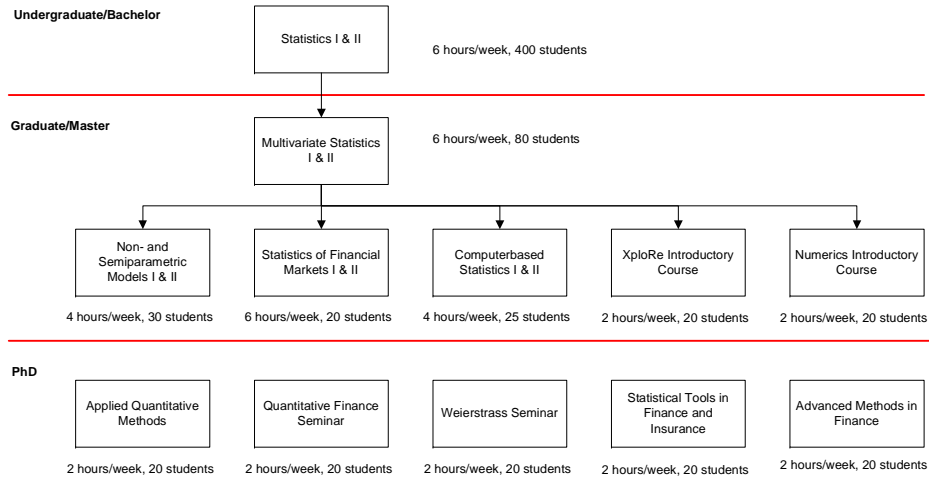 Undergraduate/Bachelor
Statistics I & II
6 hours/week, 400 students
Graduate/Master
Multivariate Statistics
I & II
6 hours/week, 80 students
Non- and
Semiparametric
Models I & II
Statistics of Financial
Markets I & II
Computerbased
Statistics I & II
XploRe Introductory
Course
Numerics Introductory
Course
4 hours/week, 30 students
6 hours/week, 20 students
4 hours/week, 25 students
2 hours/week, 20 students
2 hours/week, 20 students
PhD
Applied Quantitative
Methods
Quantitative Finance
Seminar
Weierstrass Seminar
Statistical Tools in
Finance and
Insurance
Advanced Methods in
Finance
2 hours/week, 20 students
2 hours/week, 20 students
2 hours/week, 20 students
2 hours/week, 20 students
2 hours/week, 20 students